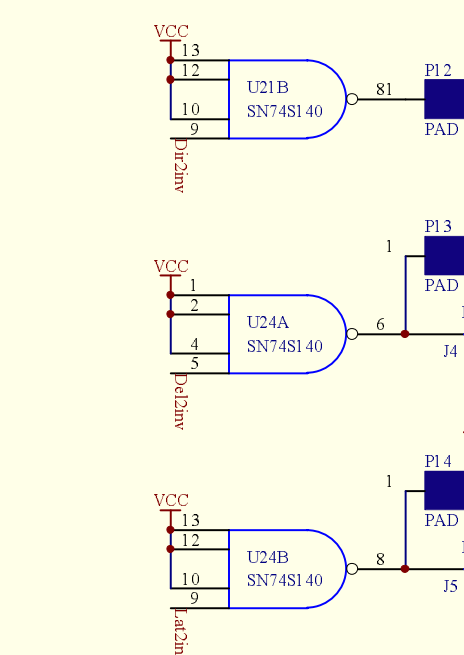 VCC
13
12
10
9
Dir2inv
U21B
SN74S140
81
P12
PAD
VCC
1
2
4
5
Del2inv
U24A
SN74S140
6
1
P13
PAD
J4
VCC
13
12
10
9
Lat2in
U24B
SN74S140
8
1
P14
PAD
J5